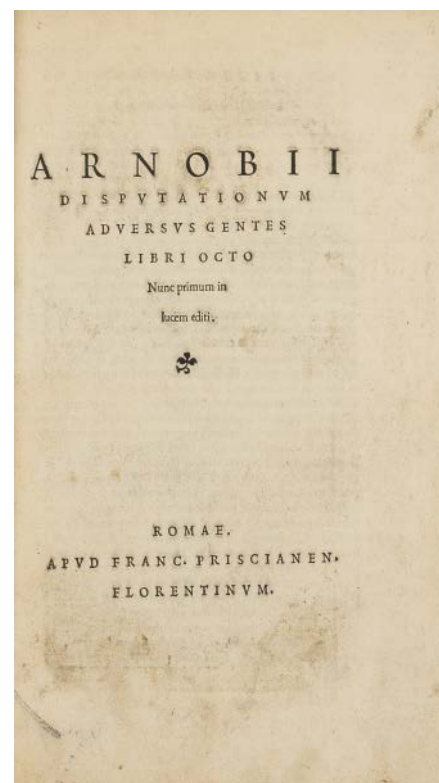 ARNOBII
DISPVTATIONVM
ADVERSVS GENTES
LIBRI OCTO
Nunc primum in
lucem editi.
ROMAE.
APVD FRANC. PRISCIANEN.
FLORENTINVM.